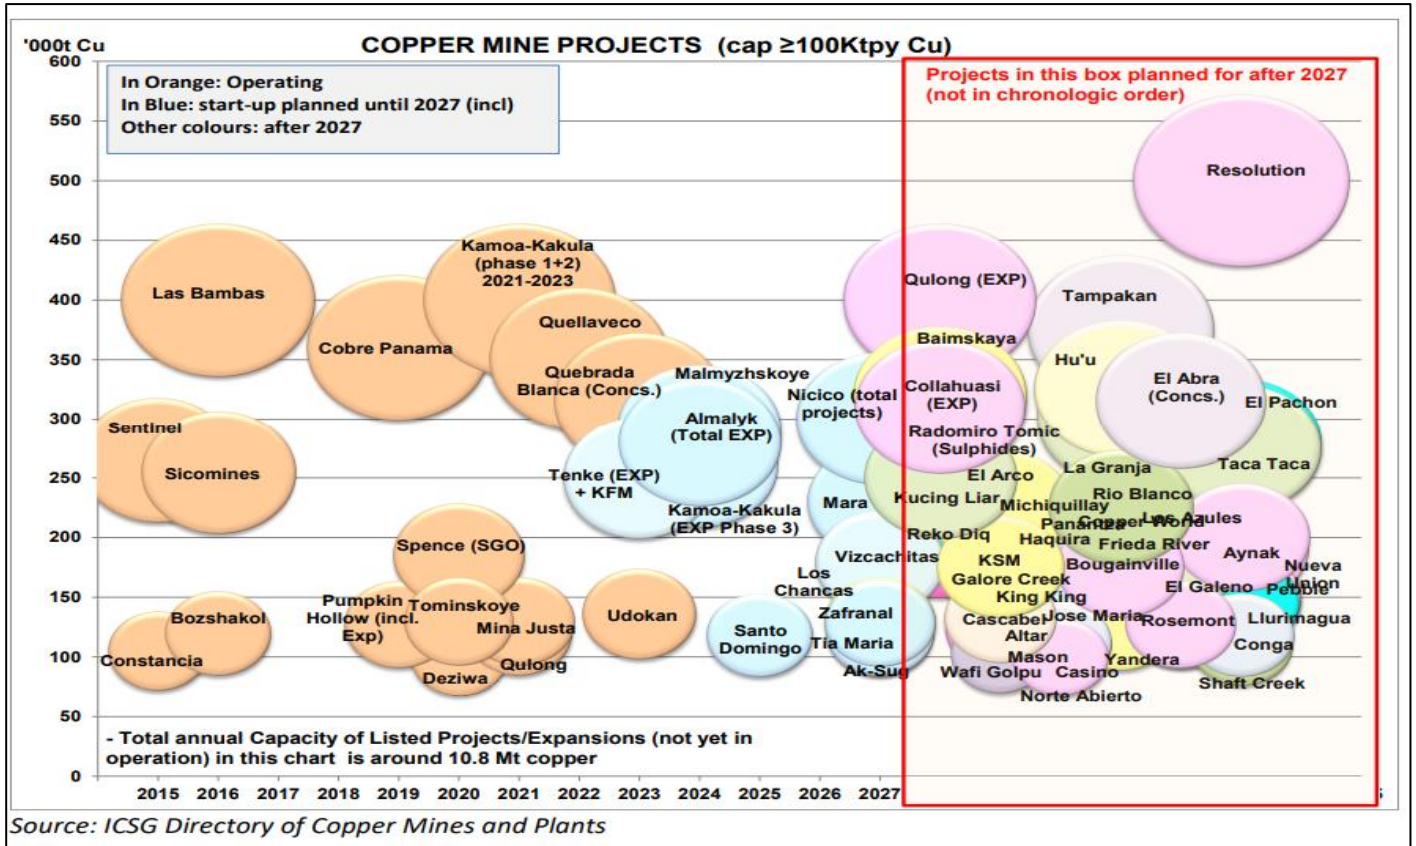 '000t Cu
COPPER MINE PROJECTS (cap ≥100Ktpy Cu)
600
550
500
450
400
350
300
250
200
150
100
50
0
In Orange: Operating
In Blue: start-up planned until 2027 (incl)
Other colours: after 2027
Projects in this box planned for after 2027
(not in chronologic order)
Resolution
Las Bambas
Kamoa-Kakula
(phase 1+2)
2021-2023
Cobre Panama
Quellaveco
Quebrada
Blanca (Concs.)
Malmyzhskoye
Almalyk
(Total EXP)
Nicico (total
projects)
Qulong (EXP)
Tampakan
Baimskaya
Hu'u
Collahuasi
(EXP)
El Abra
(Concs.)
El Pachon
Sentinel
Sicomines
Tenke (EXP)
+ KFM
Kamoa-Kakula
(EXP Phase 3)
Mara
Radomiro Tomic
(Sulphides)
El Arco
La Granja
Taca Taca
Kucing Liar
Michiquillay
Rio Blanco
Panantza
Copper World
Los Azules
Reko Diq
Haquira
Frieda River
Aynak
Spence (SGO)
Vizcachitas
KSM
Bougainville
Nueva
Union
Los
Chancas
Galore Creek
El Galeno
Pebble
King King
Pumpkin
Hollow (incl.
Exp)
Tominskoye
Mina Justa
Udokan
Zafranal
Cascabel
Jose Maria
Rosemont
Llurimagua
Bozshakol
Santo
Domingo
Tía Maria
Altar
Conga
Constancia
Qulong
Deziwa
Ak-Sug
Mason
Wafi Golpu
Casino
Yandera
Norte Abierto
Shaft Creek
- Total annual Capacity of Listed Projects/Expansions (not yet in
operation) in this chart is around 10.8 Mt copper
2015 2016 2017 2018 2019 2020 2021 2022 2023 2024 2025 2026 2027
Source: ICSG Directory of Copper Mines and Plants